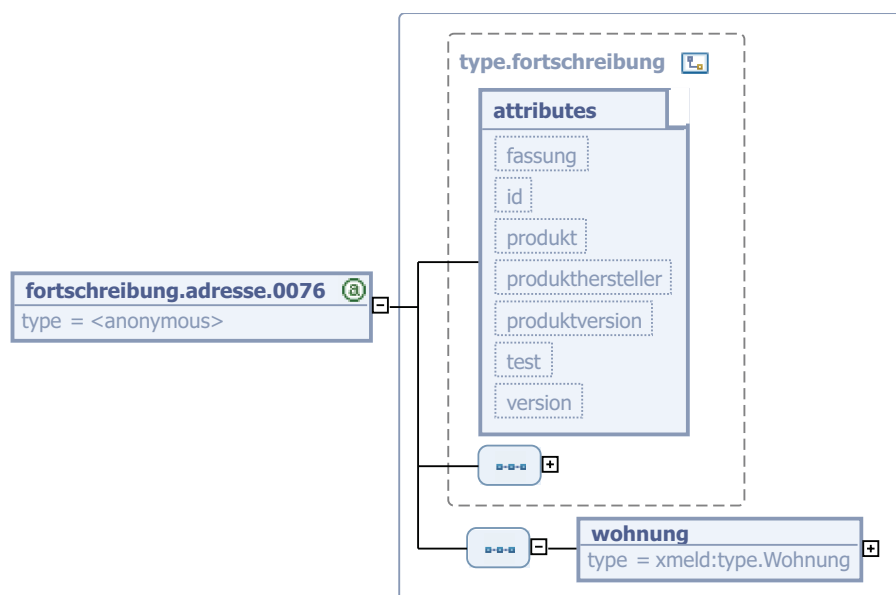 type.fortschreibung
attributes
fassung
id
produkt
produkthersteller
produktversion
test
version
fortschreibung.adresse.0076
type = <anonymous>
wohnung
type = xmeld:type.Wohnung